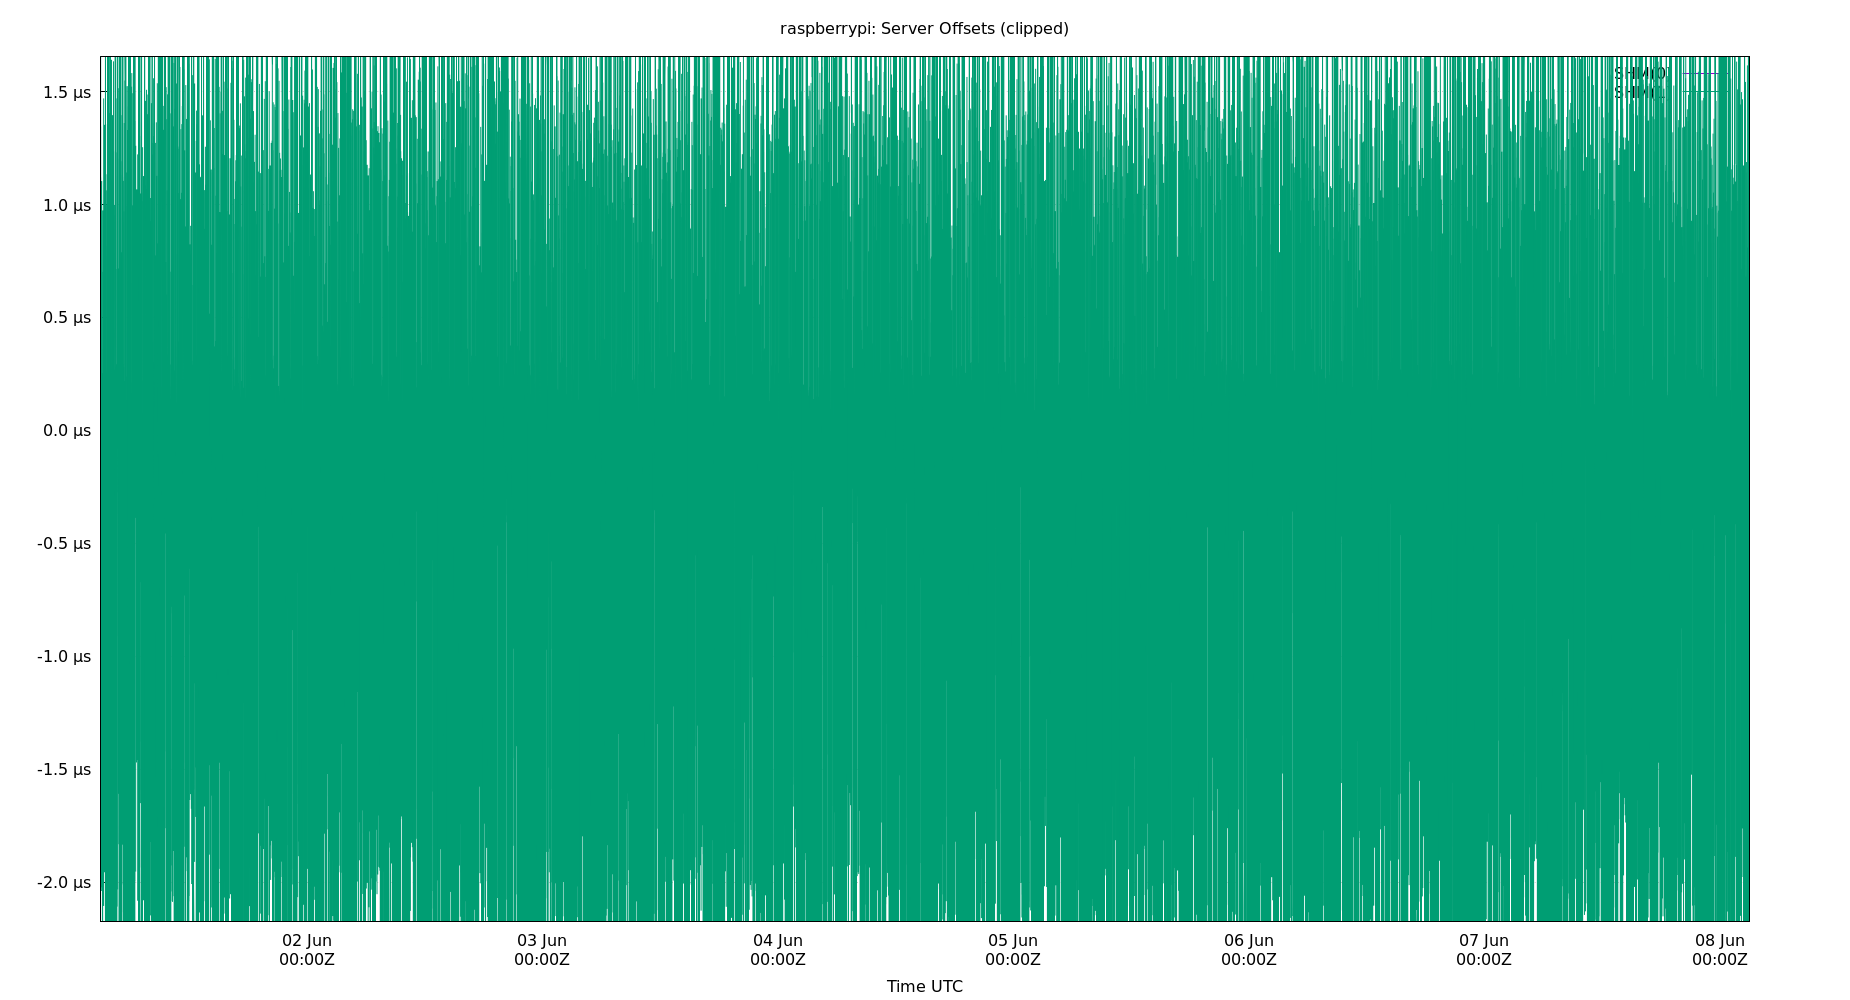 raspberrypi: Server Offsets (clipped)
SHM(0)
1.5 µs
1.0 µs
0.5 µs
0.0 µs
-0.5 µs
-1.0 µs
-1.5 µs
-2.0 µs
02 Jun 03 Jun 04 Jun 05 Jun 06 Jun 07 Jun 08 Jun
00:00Z 00:00Z 00:00Z 00:00Z 00:00Z 00:00Z 00:00Z
Time UTC